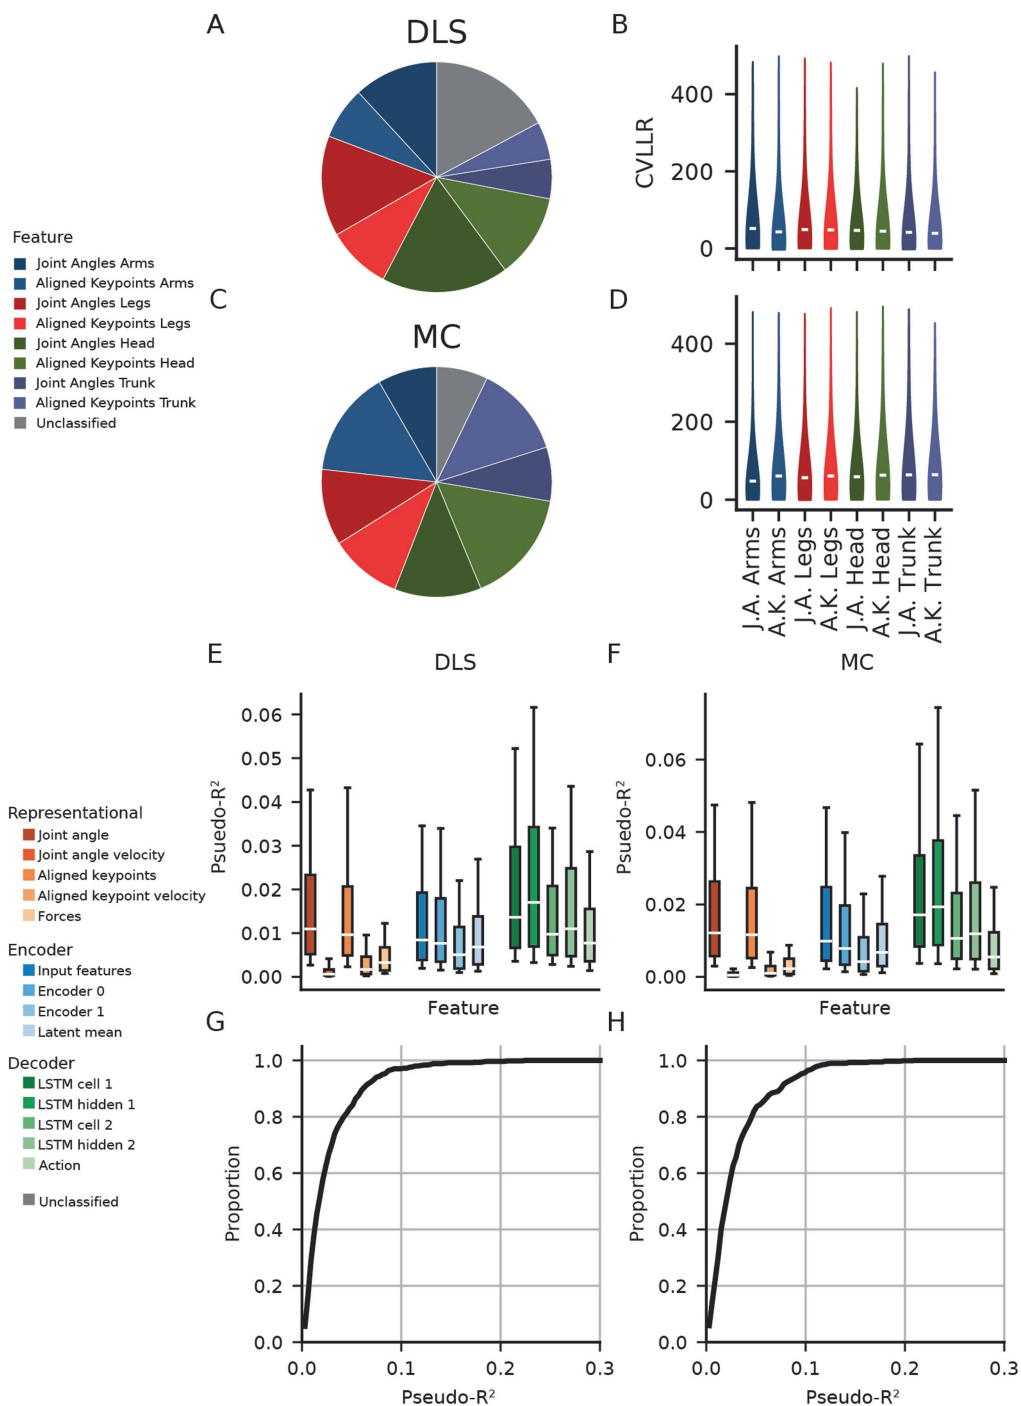 A
DLS
B
CVLLR
400
200
0
Feature
Joint Angles Arms
Aligned Keypoints Arms
Joint Angles Legs
Aligned Keypoints Legs
Joint Angles Head
Aligned Keypoints Head
Joint Angles Trunk
Aligned Keypoints Trunk
Unclassified
C
MC
D
400
200
0
J.A. Arms
A.K. Arms
J.A. Legs
A.K. Legs
J.A. Head
A.K. Head
J.A. Trunk
A.K. Trunk
E
DLS
Psuedo-R²
0.06
0.05
0.04
0.03
0.02
0.01
0.00
Feature
F
MC
Psuedo-R²
0.06
0.04
0.02
0.00
Feature
Representational
Joint angle
Joint angle velocity
Aligned keypoints
Aligned keypoint velocity
Forces
Encoder
Input features
Encoder 0
Encoder 1
Latent mean
Decoder
LSTM cell 1
LSTM hidden 1
LSTM cell 2
LSTM hidden 2
Action
Unclassified
G
Proportion
1.0
0.8
0.6
0.4
0.2
0.0
0.0 0.1 0.2 0.3
Pseudo-R²
H
Proportion
1.0
0.8
0.6
0.4
0.2
0.0
0.0 0.1 0.2 0.3
Pseudo-R²